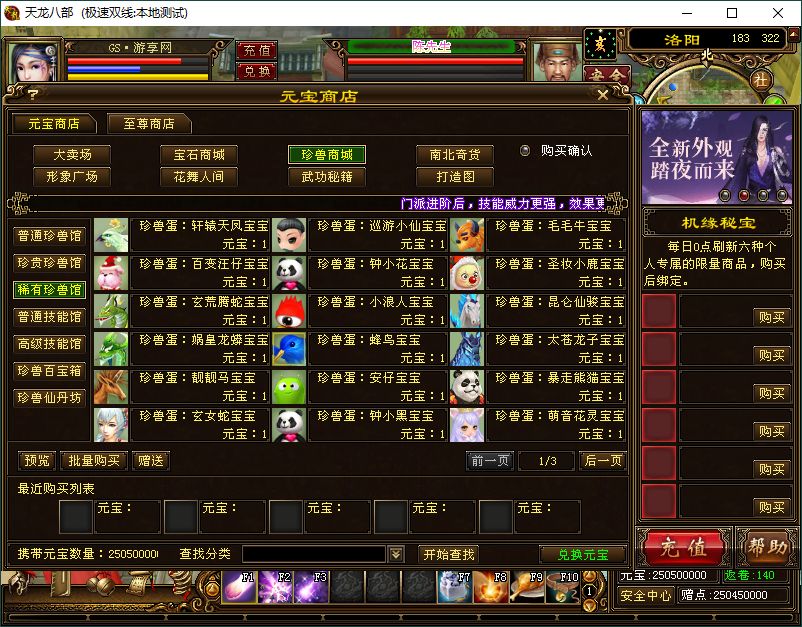 天龙八部 (极速双线:本地测试)
GS·游享网
充值
兑换
陈先生
安全
亥
洛阳 183 322
北
社
? 元宝商店
元宝商店 至尊商店
大卖场 宝石商城 珍兽商城 南北奇货 购买确认
形象广场 花舞人间 武功秘籍 打造图
门派进阶后，技能威力更强，效果更
普通珍兽馆
珍贵珍兽馆
稀有珍兽馆
普通技能馆
高级技能馆
珍兽百宝箱
珍兽仙丹坊
珍兽蛋：轩辕天凤宝宝 珍兽蛋：巡游小仙宝宝 珍兽蛋：毛毛牛宝宝
元宝：1 元宝：1 元宝：1
珍兽蛋：百变汪仔宝宝 珍兽蛋：钟小花宝宝 珍兽蛋：圣妆小鹿宝宝
元宝：1 元宝：1 元宝：1
珍兽蛋：玄荒腾蛇宝宝 珍兽蛋：小浪人宝宝 珍兽蛋：昆仑仙骏宝宝
元宝：1 元宝：1 元宝：1
珍兽蛋：娲皇龙蟒宝宝 珍兽蛋：蜂鸟宝宝 珍兽蛋：太苍龙子宝宝
元宝：1 元宝：1 元宝：1
珍兽蛋：靓靓马宝宝 珍兽蛋：安仔宝宝 珍兽蛋：暴走熊猫宝宝
元宝：1 元宝：1 元宝：1
珍兽蛋：玄女蛇宝宝 珍兽蛋：钟小黑宝宝 珍兽蛋：萌音花灵宝宝
元宝：1 元宝：1 元宝：1
预览 批量购买 赠送 前一页 1/3 后一页
最近购买列表
元宝： 元宝： 元宝： 元宝： 元宝：
携带元宝数量：25050000 查找分类 开始查找 兑换元宝
全新外观
踏夜而来
机缘秘宝
每日0点刷新六种个
人专属的限量商品，购买
后绑定。
购买
购买
购买
购买
购买
购买
充值 帮助
F1 F2 F3 F7 F8 F9 F10
1
元宝:250500000 返卷:140
安全中心 赠点:250450000